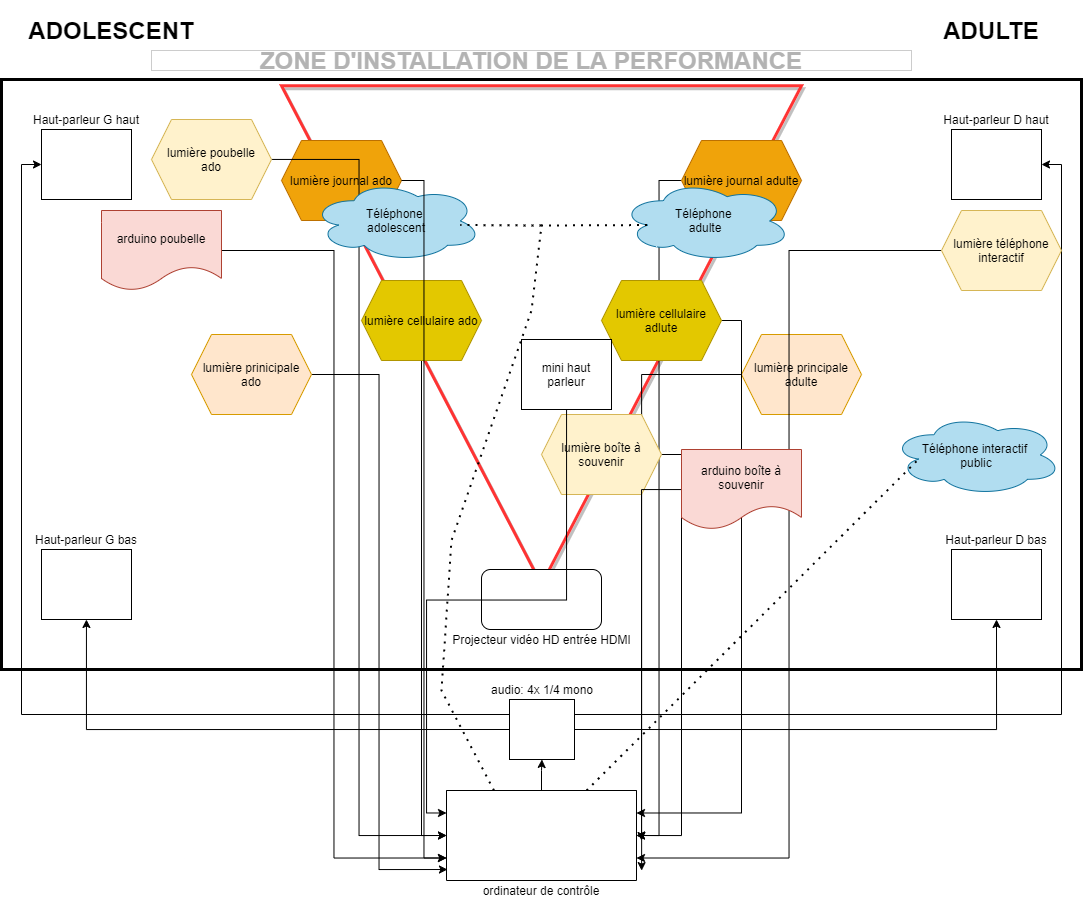 ADOLESCENT
ADULTE
ZONE D'INSTALLATION DE LA PERFORMANCE
Haut-parleur G haut
Haut-parleur D haut
lumière poubelle
ado
lumière journal ado
lumière journal adulte
Téléphone
adolescent
Téléphone
adulte
arduino poubelle
lumière téléphone
interactif
lumière cellulaire ado
lumière cellulaire
adlute
lumière prinicipale
ado
mini haut
parleur
lumière principale
adulte
lumière boîte à
souvenir
arduino boîte à
souvenir
Téléphone interactif
public
Haut-parleur G bas
Haut-parleur D bas
Projecteur vidéo HD entrée HDMI
audio: 4x 1/4 mono
ordinateur de contrôle